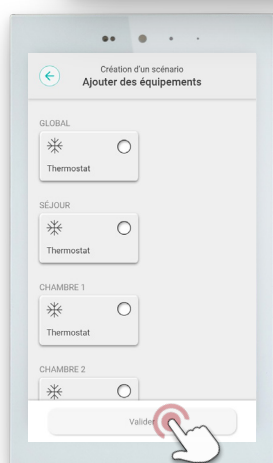 Création d'un scénario
Ajouter des équipements
GLOBAL
Thermostat
SÉJOUR
Thermostat
CHAMBRE 1
Thermostat
CHAMBRE 2
Valider